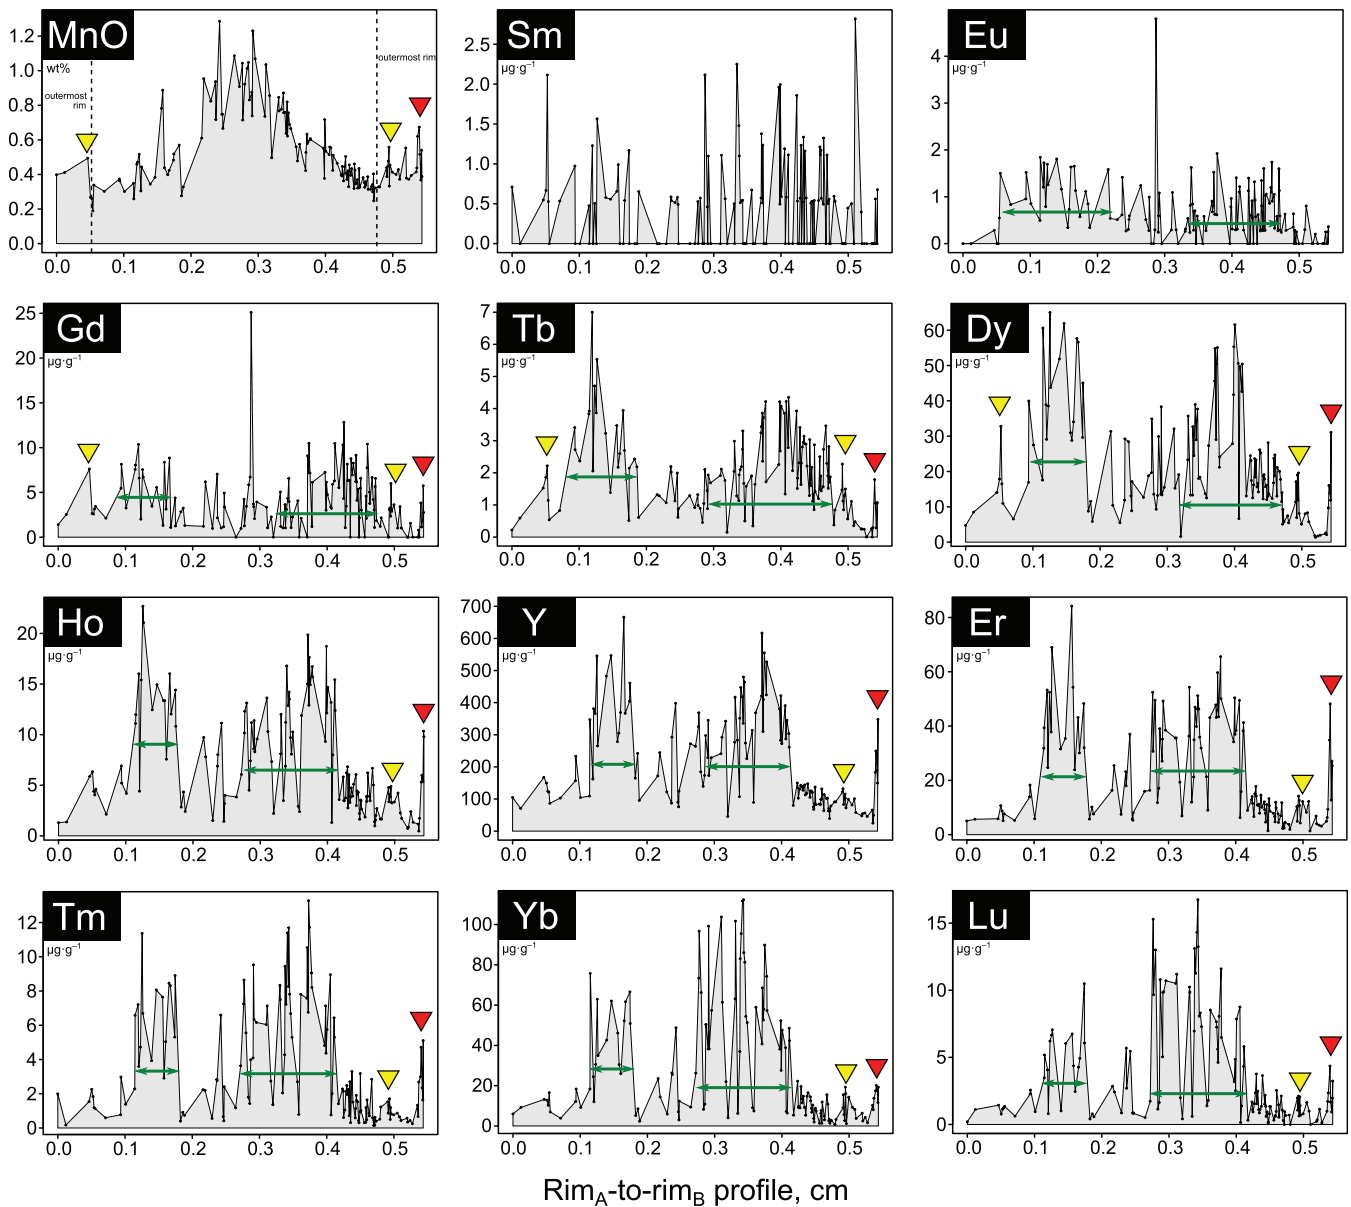 MnO
wt%
outermost
rim
outermost rim
1.2
1.0
0.8
0.6
0.4
0.2
0.0
0.0 0.1 0.2 0.3 0.4 0.5
Sm
µg·g⁻¹
2.5
2.0
1.5
1.0
0.5
0.0
0.0 0.1 0.2 0.3 0.4 0.5
Eu
µg·g⁻¹
4
3
2
1
0
0.0 0.1 0.2 0.3 0.4 0.5
Gd
µg·g⁻¹
25
20
15
10
5
0
0.0 0.1 0.2 0.3 0.4 0.5
Tb
µg·g⁻¹
7
6
5
4
3
2
1
0
0.0 0.1 0.2 0.3 0.4 0.5
Dy
µg·g⁻¹
60
50
40
30
20
10
0
0.0 0.1 0.2 0.3 0.4 0.5
Ho
µg·g⁻¹
20
15
10
5
0
0.0 0.1 0.2 0.3 0.4 0.5
Y
µg·g⁻¹
700
600
500
400
300
200
100
0
0.0 0.1 0.2 0.3 0.4 0.5
Er
µg·g⁻¹
80
60
40
20
0
0.0 0.1 0.2 0.3 0.4 0.5
Tm
µg·g⁻¹
12
10
8
6
4
2
0
0.0 0.1 0.2 0.3 0.4 0.5
Yb
µg·g⁻¹
100
80
60
40
20
0
0.0 0.1 0.2 0.3 0.4 0.5
Lu
µg·g⁻¹
15
10
5
0
0.0 0.1 0.2 0.3 0.4 0.5
Rim_A-to-rim_B profile, cm